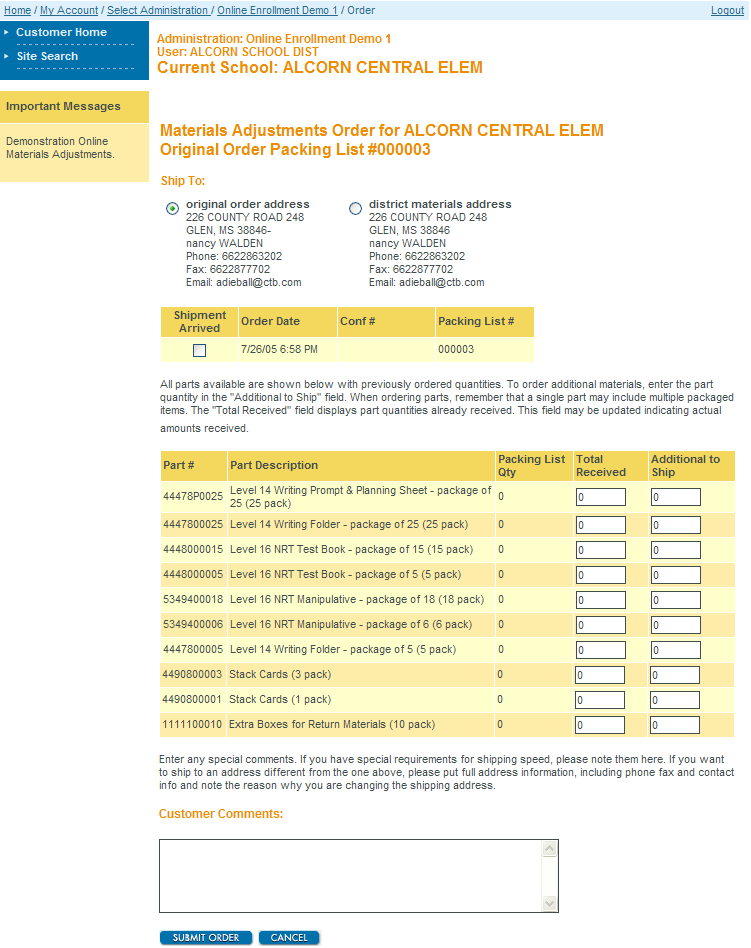 Home / My Account / Select Administration / Online Enrollment Demo 1 / Order
Logout
Customer Home
Site Search
Important Messages
Demonstration Online
Materials Adjustments.
Administration: Online Enrollment Demo 1
User: ALCORN SCHOOL DIST
Current School: ALCORN CENTRAL ELEM
Materials Adjustments Order for ALCORN CENTRAL ELEM
Original Order Packing List #000003
Ship To:
original order address
226 COUNTY ROAD 248
GLEN, MS 38846-
nancy WALDEN
Phone: 6622863202
Fax: 6622877702
Email: adieball@ctb.com
district materials address
226 COUNTY ROAD 248
GLEN, MS 38846
nancy WALDEN
Phone: 6622863202
Fax: 6622877702
Email: adieball@ctb.com
Shipment Arrived Order Date Conf # Packing List #
7/26/05 6:58 PM 000003
All parts available are shown below with previously ordered quantities. To order additional materials, enter the part
quantity in the "Additional to Ship" field. When ordering parts, remember that a single part may include multiple packaged
items. The "Total Received" field displays part quantities already received. This field may be updated indicating actual
amounts received.
Part # Part Description Packing List Qty Total Received Additional to Ship
44478P0025 Level 14 Writing Prompt & Planning Sheet - package of 25 (25 pack) 0 0 0
4447800025 Level 14 Writing Folder - package of 25 (25 pack) 0 0 0
4448000015 Level 16 NRT Test Book - package of 15 (15 pack) 0 0 0
4448000005 Level 16 NRT Test Book - package of 5 (5 pack) 0 0 0
5349400018 Level 16 NRT Manipulative - package of 18 (18 pack) 0 0 0
5349400006 Level 16 NRT Manipulative - package of 6 (6 pack) 0 0 0
4447800005 Level 14 Writing Folder - package of 5 (5 pack) 0 0 0
4490800003 Stack Cards (3 pack) 0 0 0
4490800001 Stack Cards (1 pack) 0 0 0
1111100010 Extra Boxes for Return Materials (10 pack) 0 0 0
Enter any special comments. If you have special requirements for shipping speed, please note them here. If you want
to ship to an address different from the one above, please put full address information, including phone fax and contact
info and note the reason why you are changing the shipping address.
Customer Comments:
SUBMIT ORDER CANCEL